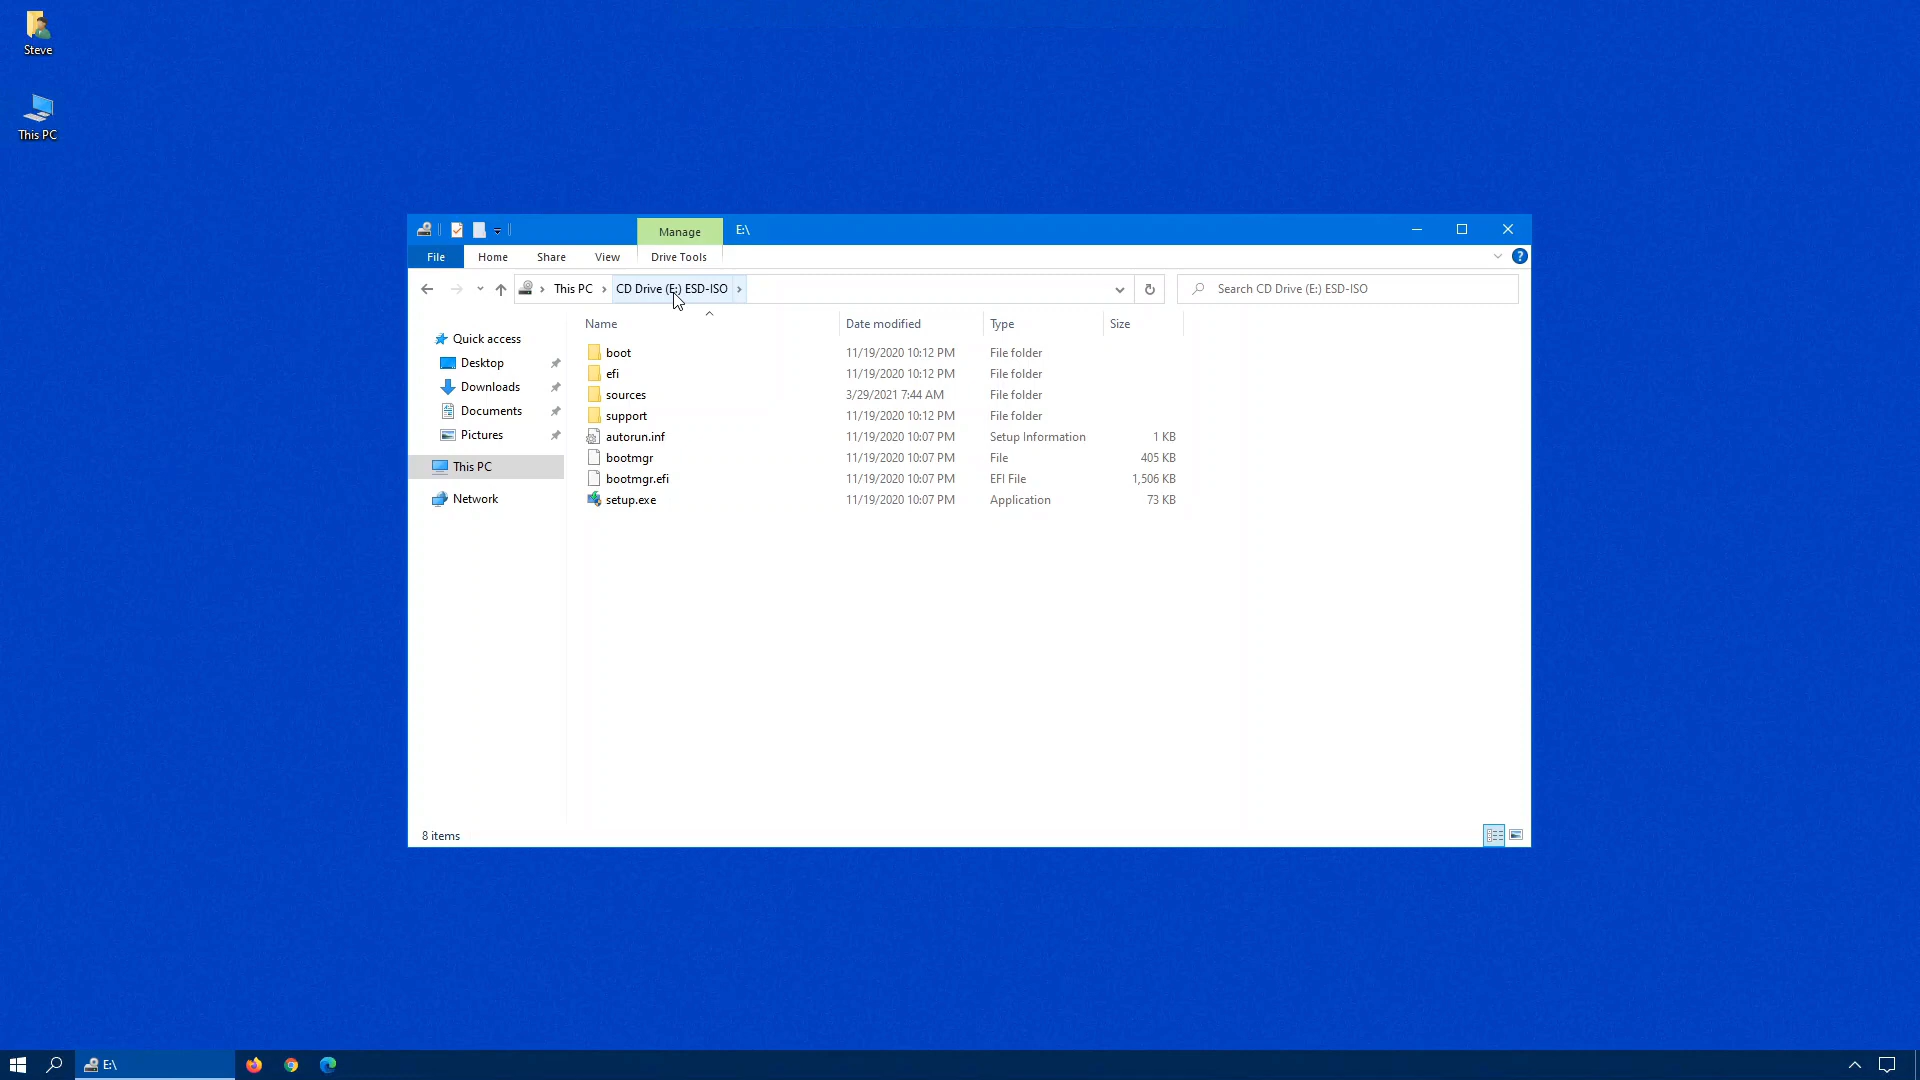 Steve
This PC
Manage E:\
File Home Share View Drive Tools
This PC CD Drive (E:) ESD-ISO Search CD Drive (E:) ESD-ISO
Name Date modified Type Size
Quick access
Desktop
Downloads
Documents
Pictures
This PC
Network
boot 11/19/2020 10:12 PM File folder
efi 11/19/2020 10:12 PM File folder
sources 3/29/2021 7:44 AM File folder
support 11/19/2020 10:12 PM File folder
autorun.inf 11/19/2020 10:07 PM Setup Information 1 KB
bootmgr 11/19/2020 10:07 PM File 405 KB
bootmgr.efi 11/19/2020 10:07 PM EFI File 1,506 KB
setup.exe 11/19/2020 10:07 PM Application 73 KB
8 items
E:\